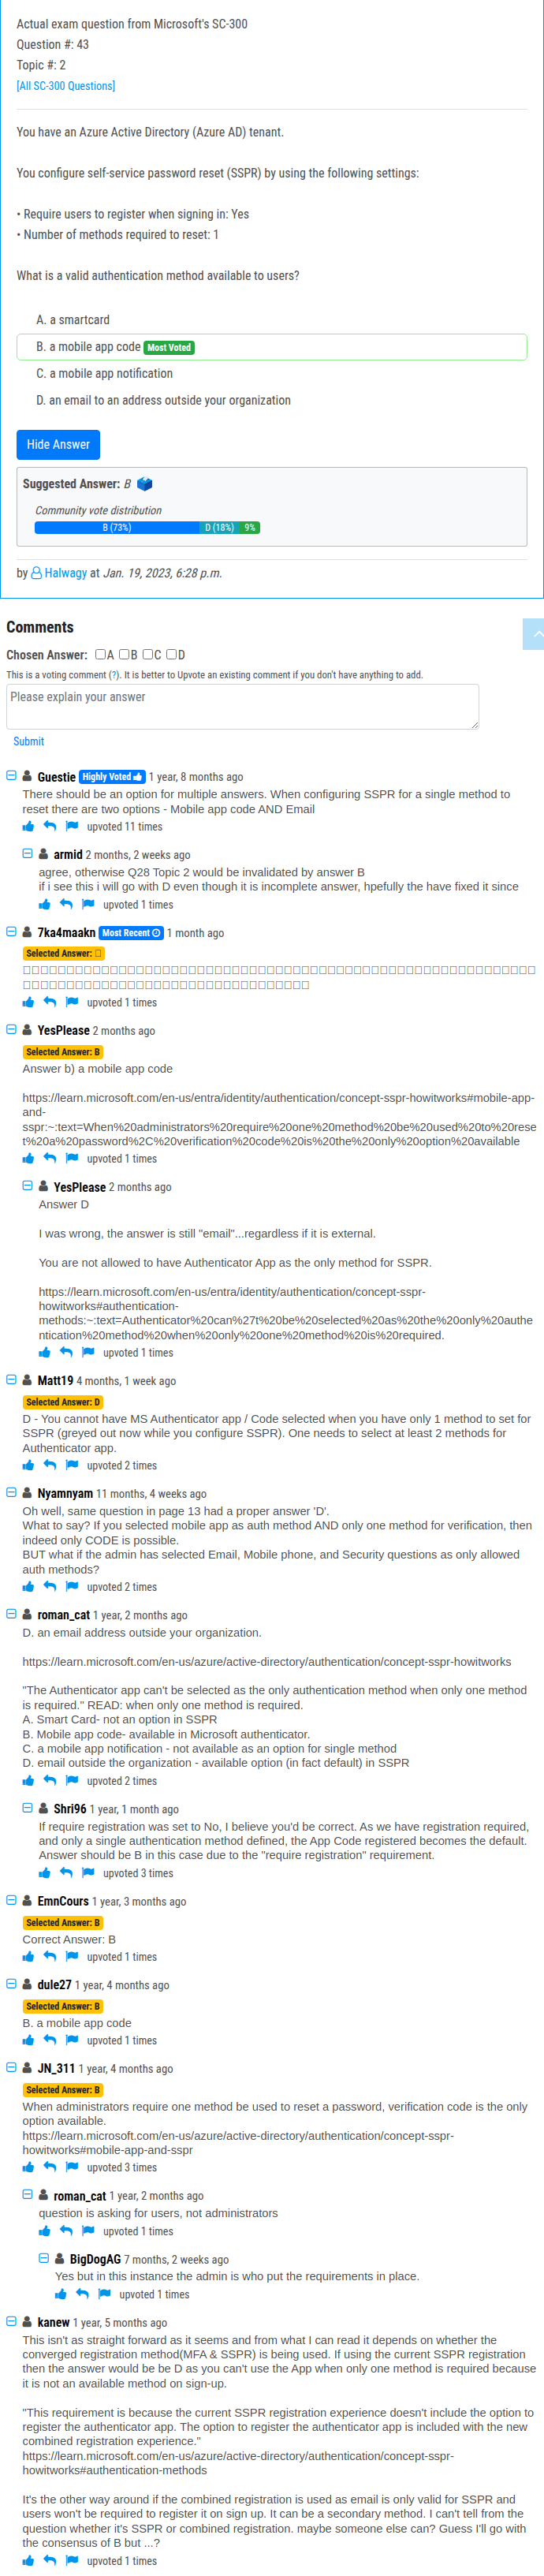 Actual exam question from Microsoft's SC-300
Question #: 43
Topic #: 2
[All SC-300 Questions]
You have an Azure Active Directory (Azure AD) tenant.
You configure self-service password reset (SSPR) by using the following settings:
• Require users to register when signing in: Yes
• Number of methods required to reset: 1
What is a valid authentication method available to users?
A. a smartcard
B. a mobile app code Most Voted
C. a mobile app notification
D. an email to an address outside your organization
Hide Answer
Suggested Answer: B
Community vote distribution
B (73%) D (18%) 9%
by Halwagy at Jan. 19, 2023, 6:28 p.m.
Comments
Chosen Answer: A B C D
This is a voting comment (?). It is better to Upvote an existing comment if you don't have anything to add.
Please explain your answer
Submit
Guestie Highly Voted 1 year, 8 months ago
There should be an option for multiple answers. When configuring SSPR for a single method to
reset there are two options - Mobile app code AND Email
upvoted 11 times
armid 2 months, 2 weeks ago
agree, otherwise Q28 Topic 2 would be invalidated by answer B
if i see this i will go with D even though it is incomplete answer, hpefully the have fixed it since
upvoted 1 times
7ka4maakn Most Recent 1 month ago
Selected Answer:
upvoted 1 times
YesPlease 2 months ago
Selected Answer: B
Answer b) a mobile app code
https://learn.microsoft.com/en-us/entra/identity/authentication/concept-sspr-howitworks#mobile-app-
and-
sspr:~:text=When%20administrators%20require%20one%20method%20be%20used%20to%20rese
t%20a%20password%2C%20verification%20code%20is%20the%20only%20option%20available
upvoted 1 times
YesPlease 2 months ago
Answer D
I was wrong, the answer is still "email"...regardless if it is external.
You are not allowed to have Authenticator App as the only method for SSPR.
https://learn.microsoft.com/en-us/entra/identity/authentication/concept-sspr-
howitworks#authentication-
methods:~:text=Authenticator%20can%27t%20be%20selected%20as%20the%20only%20authe
ntication%20method%20when%20only%20one%20method%20is%20required.
upvoted 1 times
Matt19 4 months, 1 week ago
Selected Answer: D
D - You cannot have MS Authenticator app / Code selected when you have only 1 method to set for
SSPR (greyed out now while you configure SSPR). One needs to select at least 2 methods for
Authenticator app.
upvoted 2 times
Nyamnyam 11 months, 4 weeks ago
Oh well, same question in page 13 had a proper answer 'D'.
What to say? If you selected mobile app as auth method AND only one method for verification, then
indeed only CODE is possible.
BUT what if the admin has selected Email, Mobile phone, and Security questions as only allowed
auth methods?
upvoted 2 times
roman_cat 1 year, 2 months ago
D. an email address outside your organization.
https://learn.microsoft.com/en-us/azure/active-directory/authentication/concept-sspr-howitworks
"The Authenticator app can't be selected as the only authentication method when only one method
is required." READ: when only one method is required.
A. Smart Card- not an option in SSPR
B. Mobile app code- available in Microsoft authenticator.
C. a mobile app notification - not available as an option for single method
D. email outside the organization - available option (in fact default) in SSPR
upvoted 2 times
Shri96 1 year, 1 month ago
If require registration was set to No, I believe you'd be correct. As we have registration required,
and only a single authentication method defined, the App Code registered becomes the default.
Answer should be B in this case due to the "require registration" requirement.
upvoted 3 times
EmnCours 1 year, 3 months ago
Selected Answer: B
Correct Answer: B
upvoted 1 times
dule27 1 year, 4 months ago
Selected Answer: B
B. a mobile app code
upvoted 1 times
JN_311 1 year, 4 months ago
Selected Answer: B
When administrators require one method be used to reset a password, verification code is the only
option available.
https://learn.microsoft.com/en-us/azure/active-directory/authentication/concept-sspr-
howitworks#mobile-app-and-sspr
upvoted 3 times
roman_cat 1 year, 2 months ago
question is asking for users, not administrators
upvoted 1 times
BigDogAG 7 months, 2 weeks ago
Yes but in this instance the admin is who put the requirements in place.
upvoted 1 times
kanew 1 year, 5 months ago
This isn't as straight forward as it seems and from what I can read it depends on whether the
converged registration method(MFA & SSPR) is being used. If using the current SSPR registration
then the answer would be be D as you can't use the App when only one method is required because
it is not an available method on sign-up.
"This requirement is because the current SSPR registration experience doesn't include the option to
register the authenticator app. The option to register the authenticator app is included with the new
combined registration experience."
https://learn.microsoft.com/en-us/azure/active-directory/authentication/concept-sspr-
howitworks#authentication-methods
It's the other way around if the combined registration is used as email is only valid for SSPR and
users won't be required to register it on sign up. It can be a secondary method. I can't tell from the
question whether it's SSPR or combined registration. maybe someone else can? Guess I'll go with
the consensus of B but ...?
upvoted 1 times